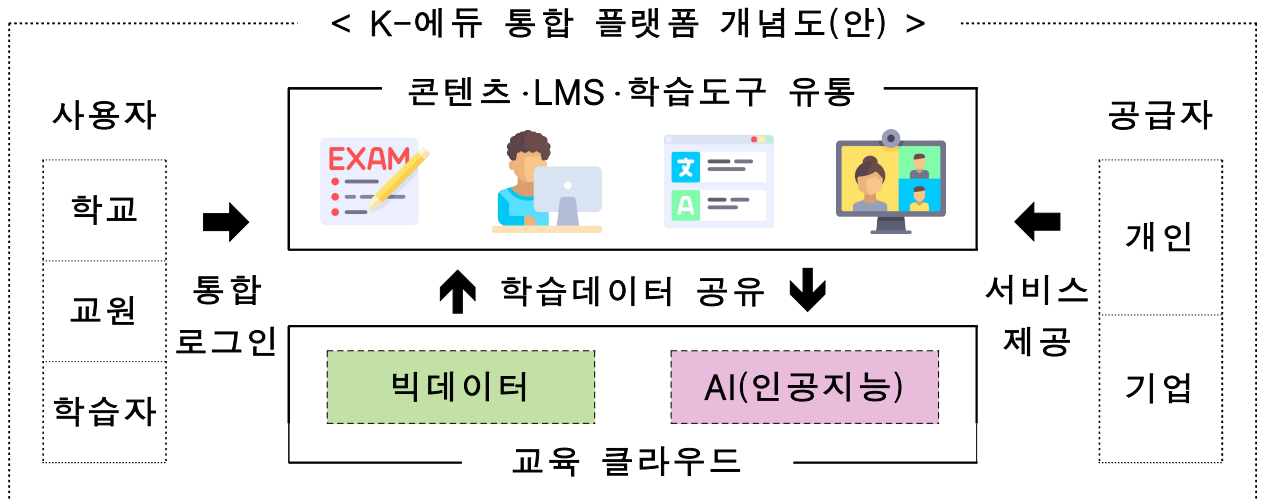 < K-에듀 통합 플랫폼 개념도(안) >
콘텐츠·LMS·학습도구 유통
사용자
학교
교원
학습자
통합
로그인
EXAM
文
A
학습데이터 공유
빅데이터
AI(인공지능)
교육 클라우드
공급자
개인
기업
서비스
제공